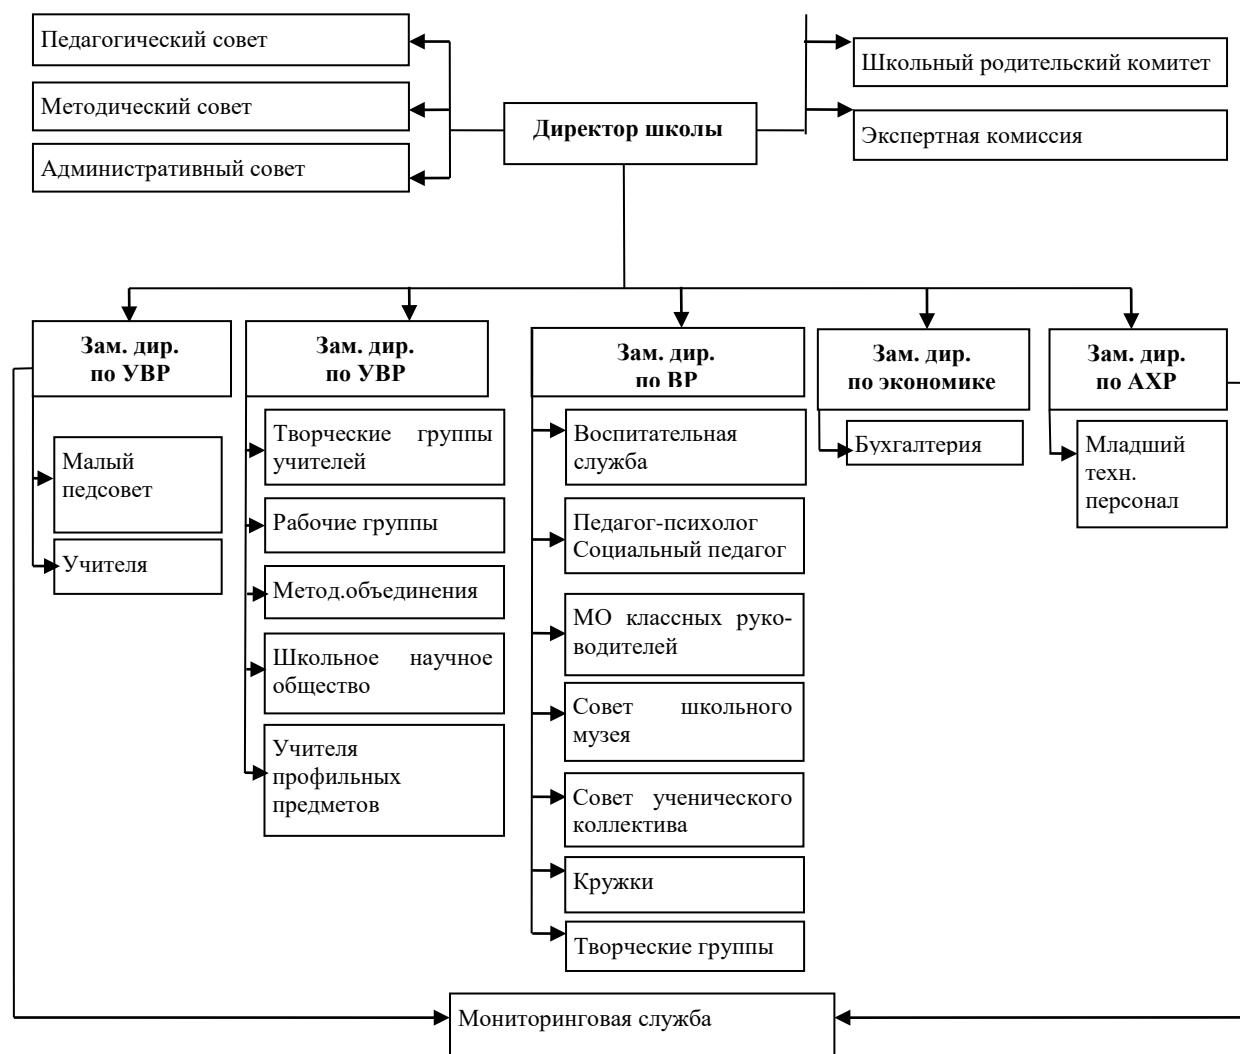 Педагогический совет
Методический совет
Административный совет
Директор школы
Школьный родительский комитет
Экспертная комиссия
Зам. дир.
по УВР
Зам. дир.
по УВР
Зам. дир.
по ВР
Зам. дир.
по экономике
Зам. дир.
по АХР
Малый
педсовет
Учителя
Творческие группы
учителей
Рабочие группы
Метод.объединения
Школьное научное
общество
Учителя
профильных
предметов
Воспитательная
служба
Педагог-психолог
Социальный педагог
МО классных руко-
водителей
Совет школьного
музея
Совет ученического
коллектива
Кружки
Творческие группы
Бухгалтерия
Младший
техн.
персонал
Мониторинговая служба